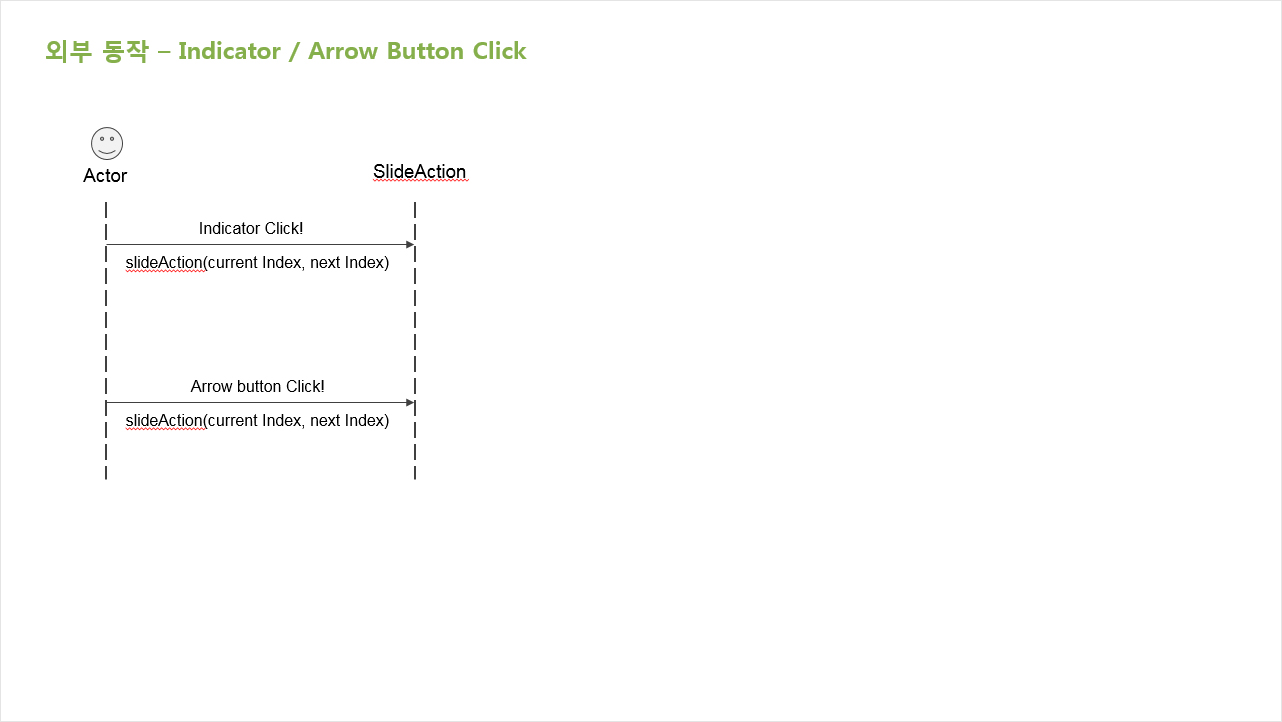 외부 동작 – Indicator / Arrow Button Click
Actor
SlideAction
Indicator Click!
slideAction(current Index, next Index)
Arrow button Click!
slideAction(current Index, next Index)